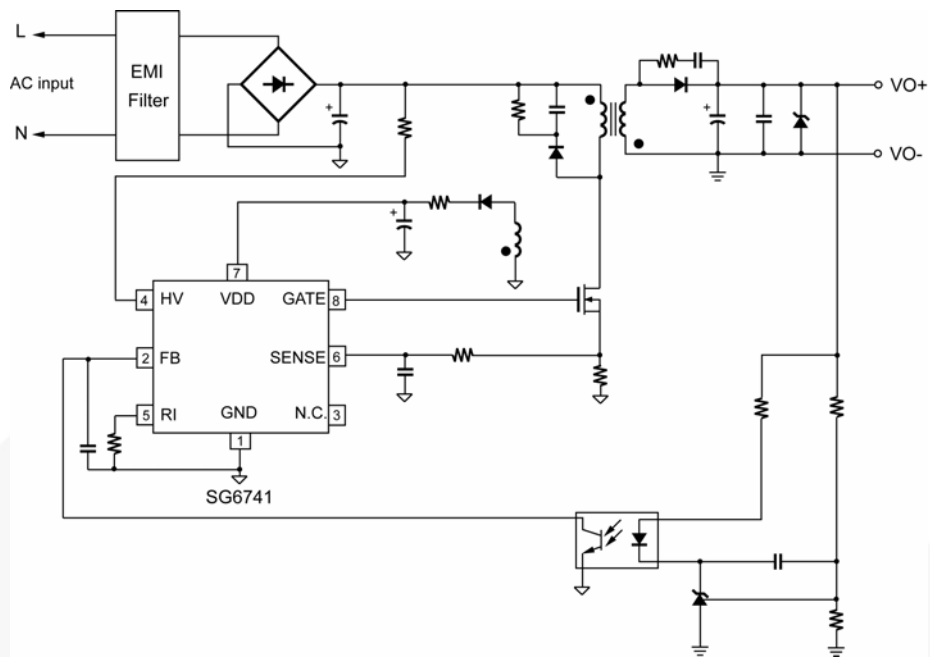 L
AC input
N
EMI
Filter
+
+
VO+
VO-
+
7
4
HV
VDD
GATE
8
2
FB
SENSE
6
5
RI
GND
N.C.
3
1
SG6741